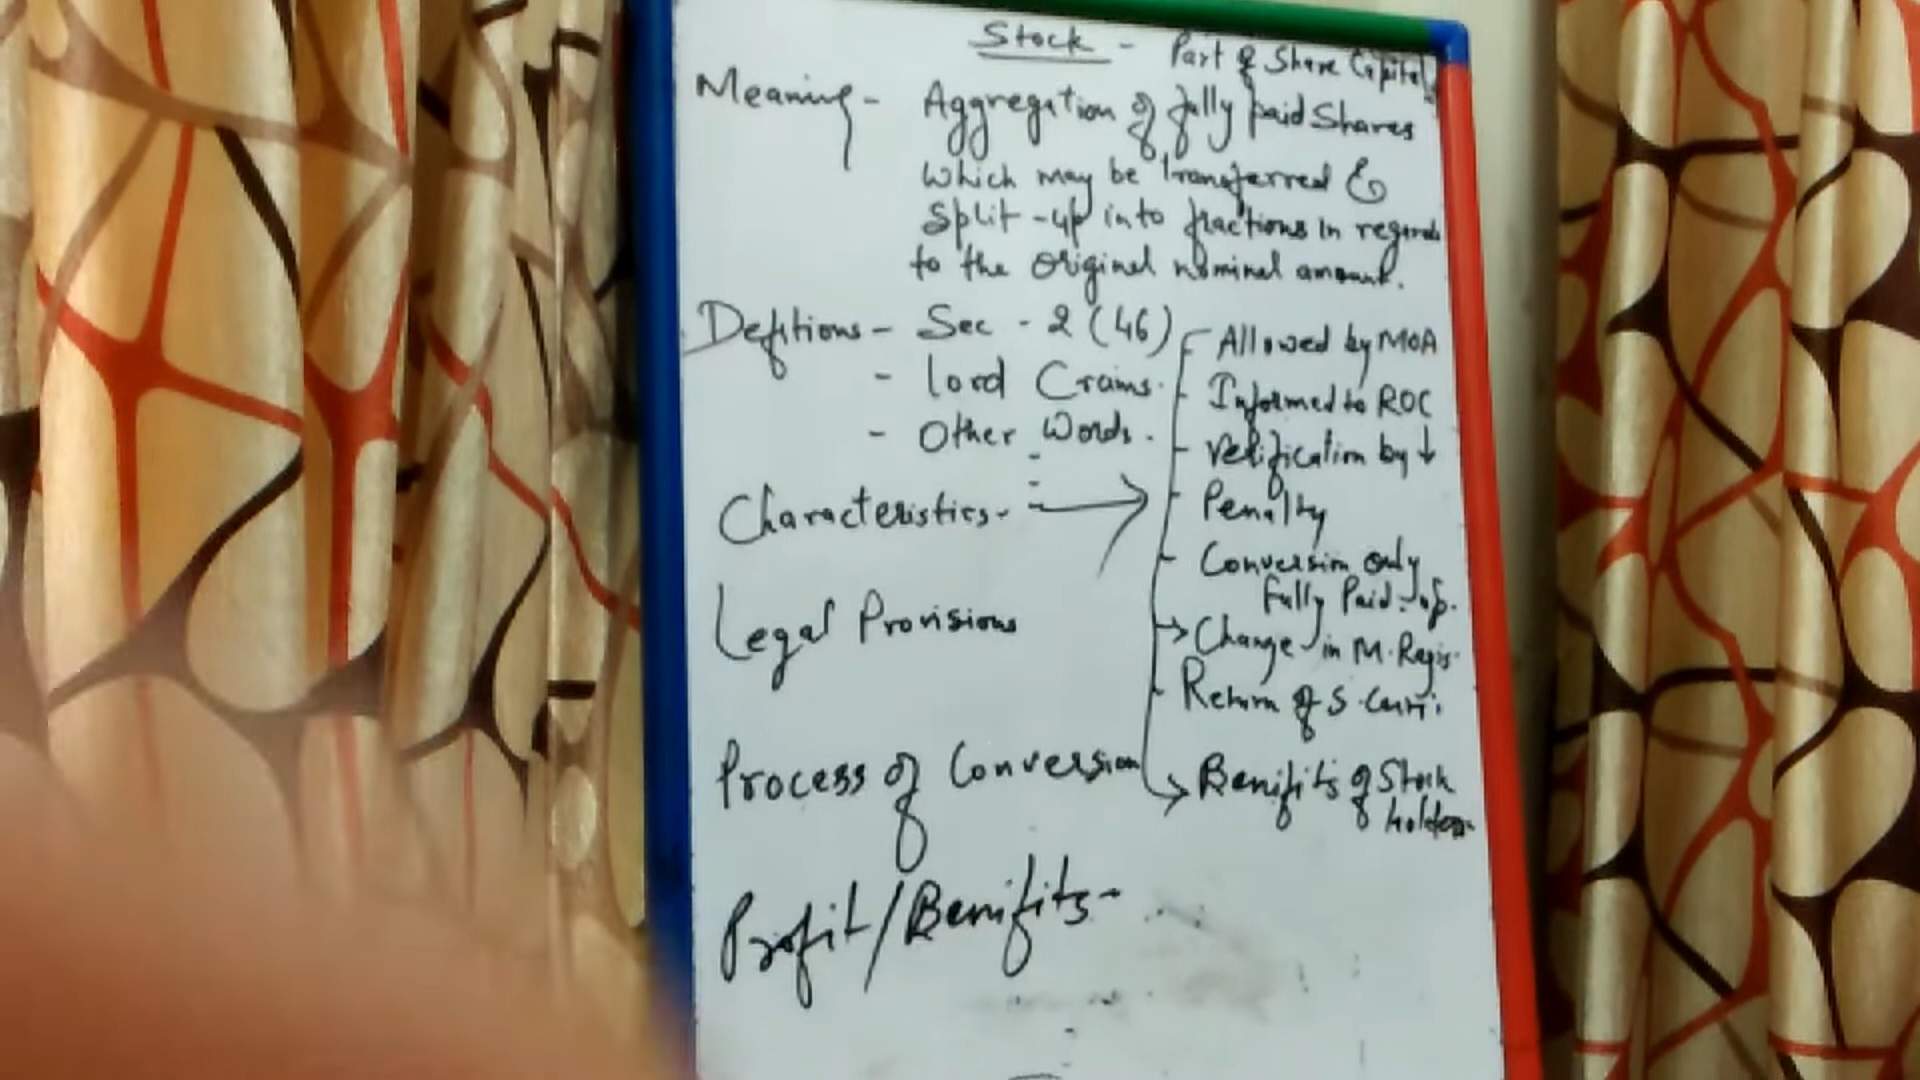 Stock - Part of Share Capital
Meaning - Aggregation of fully paid Shares
which may be transferred &
Split-up into fractions in regards
to the original nominal amount.
Defitions - Sec - 2 (46)
- Lord Crains.
- Other Words.
Characteristics -
Legal Provisions
Process of Conversion
Profit/Benifits -
- Allowed by MOA
- Informed to ROC
- Verification by ↓
- Penalty
- Conversion only
fully Paid-up.
→ Change in M. Regis.
- Return of S. Certi.
→ Benifits of Stock
holders